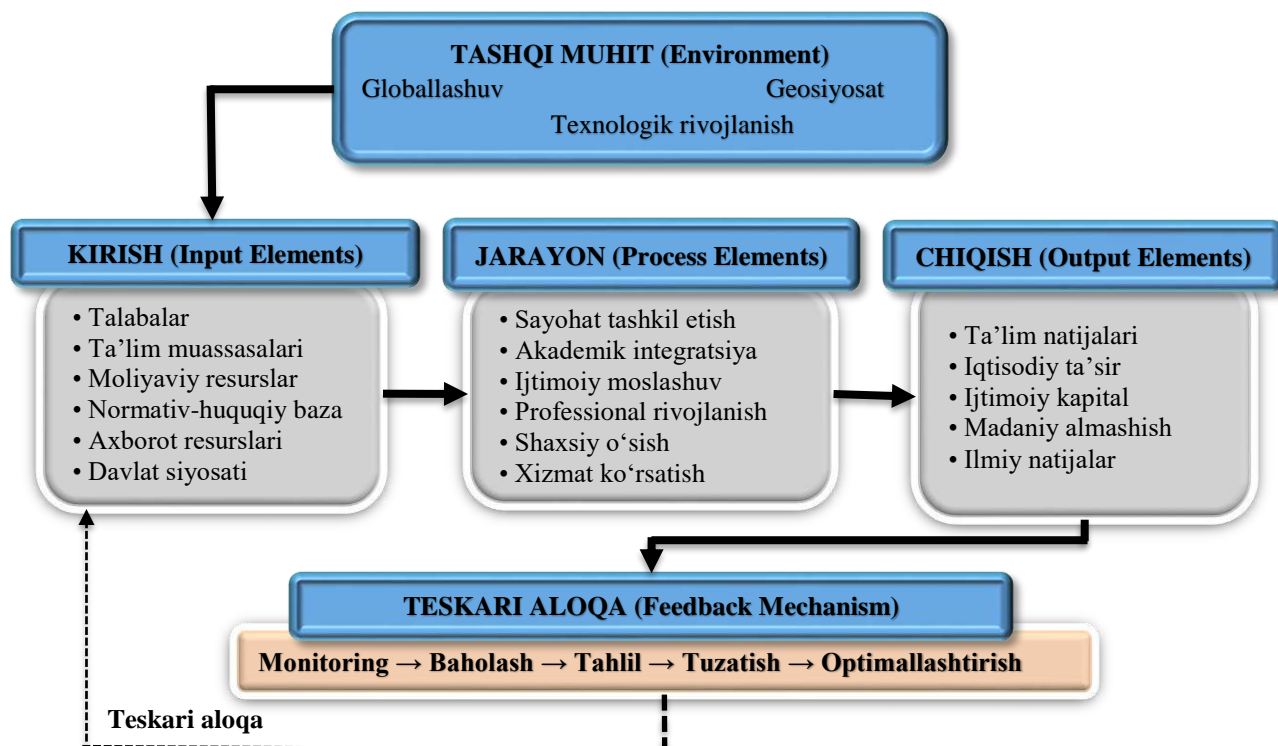 TASHQI MUHIT (Environment)
Globallashuv Geosiyosat
Texnologik rivojlanish
KIRISH (Input Elements)
• Talabalar
• Ta’lim muassasalari
• Moliyaviy resurslar
• Normativ-huquqiy baza
• Axborot resurslari
• Davlat siyosati
JARAYON (Process Elements)
• Sayohat tashkil etish
• Akademik integratsiya
• Ijtimoiy moslashuv
• Professional rivojlanish
• Shaxsiy o‘sish
• Xizmat ko‘rsatish
CHIQISH (Output Elements)
• Ta’lim natijalari
• Iqtisodiy ta’sir
• Ijtimoiy kapital
• Madaniy almashish
• Ilmiy natijalar
TESKARI ALOQA (Feedback Mechanism)
Monitoring → Baholash → Tahlil → Tuzatish → Optimallashtirish
Teskari aloqa